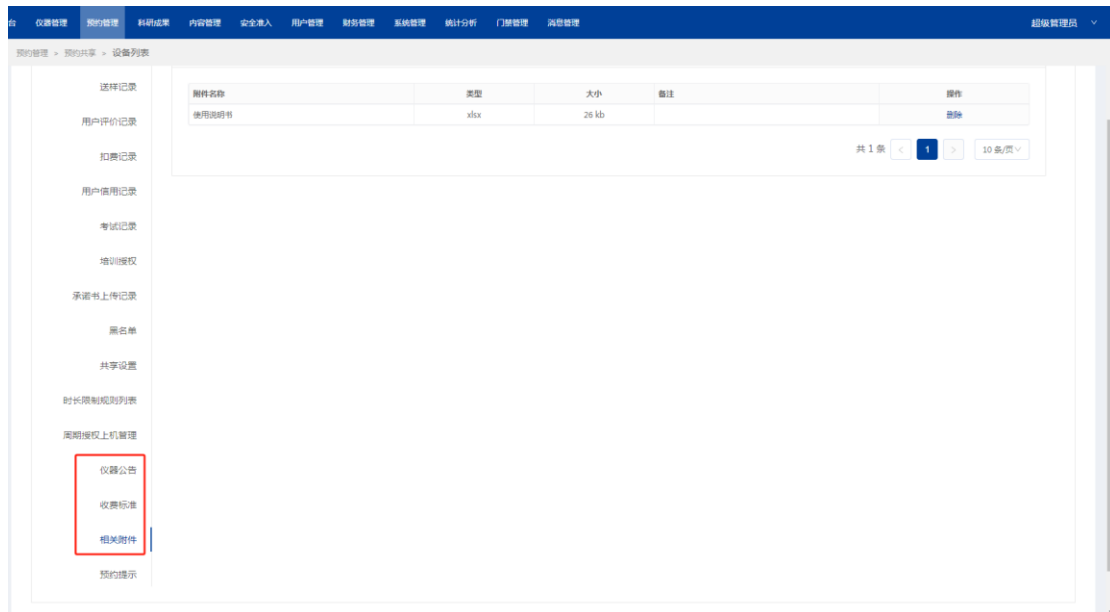 台 仪器管理 预约管理 科研成果 内容管理 安全准入 用户管理 财务管理 系统管理 统计分析 门禁管理 消息管理 超级管理员
预约管理 > 预约共享 > 设备列表
送样记录
附件名称 类型 大小 备注 操作
使用说明书 xlsx 26 kb 删除
用户评价记录
共 1 条 < 1 > 10 条/页
扣费记录
用户信用记录
考试记录
培训授权
承诺书上传记录
黑名单
共享设置
时长限制规则列表
周期授权上机管理
仪器公告
收费标准
相关附件
预约提示